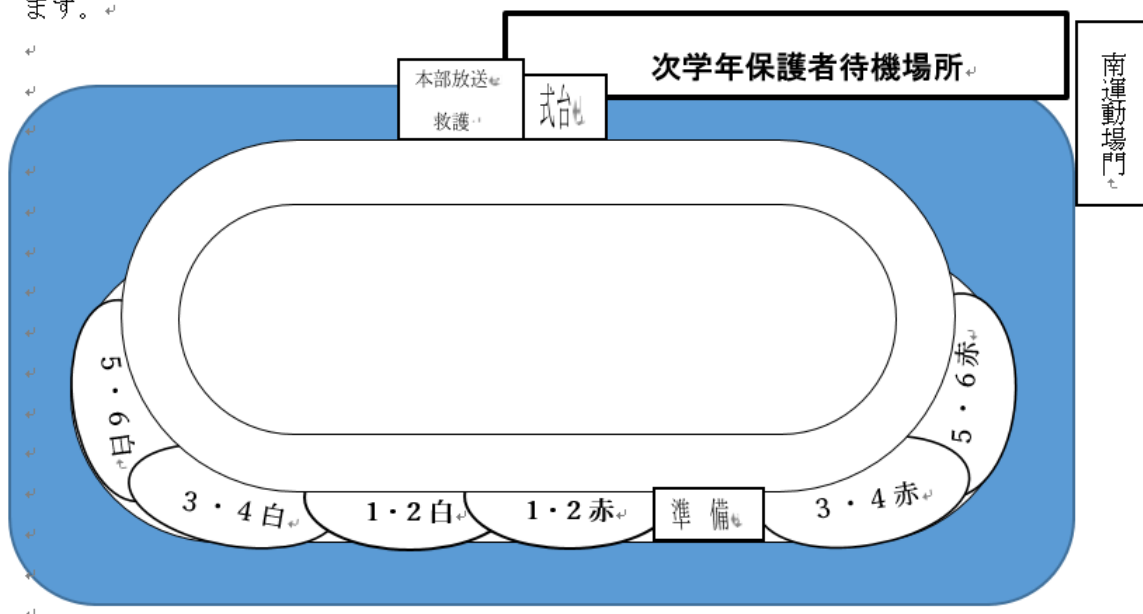 ます。
次学年保護者待機場所
南運動場門
本部放送
救護
式台
5・6白
5・6赤
3・4白
1・2白
1・2赤
準 備
3・4赤